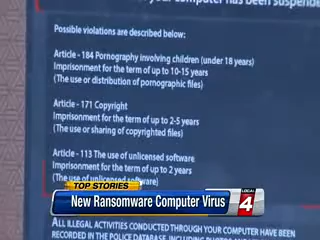 your Computer has been suspende
Possible violations are described below:
Article - 184 Pornography involving children (under 18 years)
Imprisonment for the term of up to 10-15 years
(The use or distribution of pornographic files)
Article - 171 Copyright
Imprisonment for the term of up to 2-5 years
(The use or sharing of copyrighted files)
Article - 113 The use of unlicensed software
Imprisonment for the term of up to 2 years
(The use of unlicensed software)
TOP STORIES
New Ransomware Computer Virus
LOCAL
4
ALL ILLEGAL ACTIVITIES CONDUCTED THROUGH YOUR COMPUTER HAVE BEEN
RECORDED IN THE POLICE DATABASE, INCLUDING PHOTOS AND